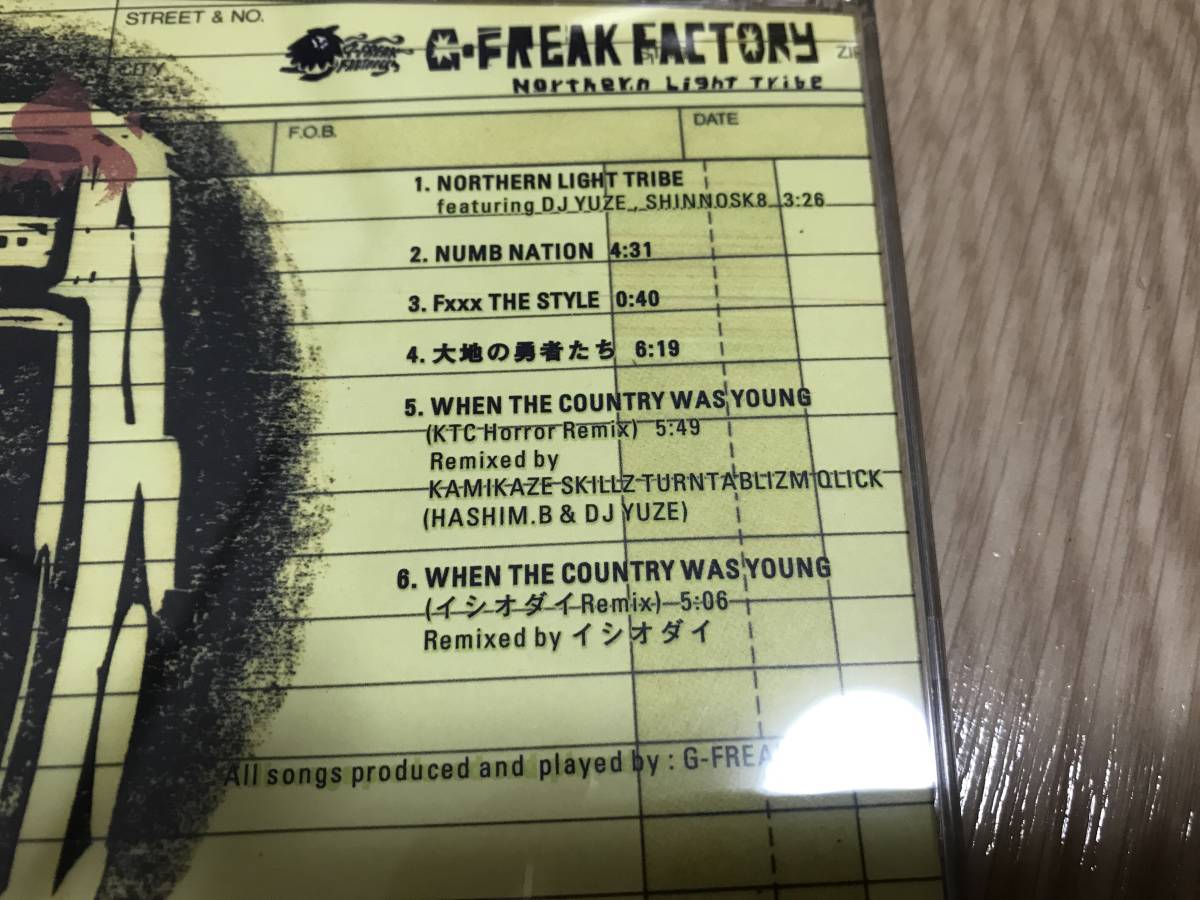 STREET & NO.
CITY
G-FREAK FACTORY
G-FREAK FACTORY
Northern Light Tribe
F.O.B.
DATE
1. NORTHERN LIGHT TRIBE
featuring DJ YUZE , SHINNOSK8 3:26
2. NUMB NATION 4:31
3. Fxxx THE STYLE 0:40
4. 大地の勇者たち 6:19
5. WHEN THE COUNTRY WAS YOUNG
(KTC Horror Remix) 5:49
Remixed by
KAMIKAZE SKILLZ TURNTABLIZM QLICK
(HASHIM.B & DJ YUZE)
6. WHEN THE COUNTRY WAS YOUNG
(イシオダイ Remix) 5:06
Remixed by イシオダイ
All songs produced and played by : G-FREA